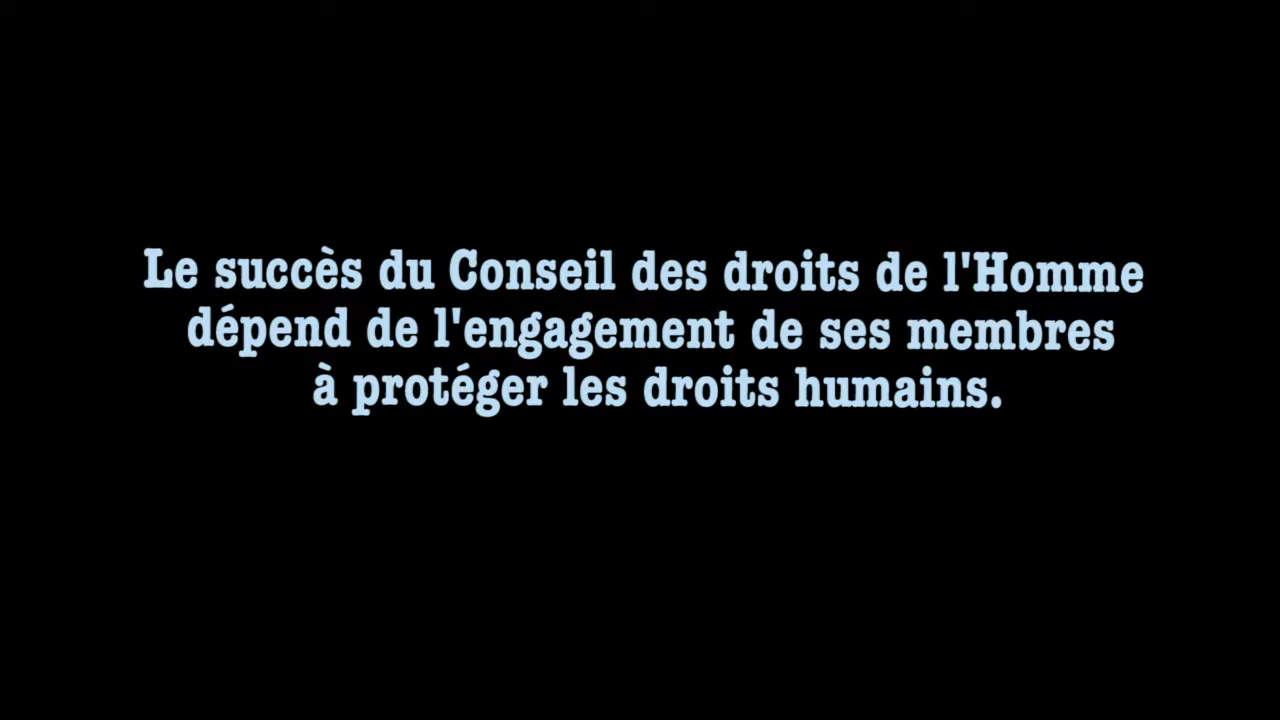 Le succès du Conseil des droits de l'Homme
dépend de l'engagement de ses membres
à protéger les droits humains.